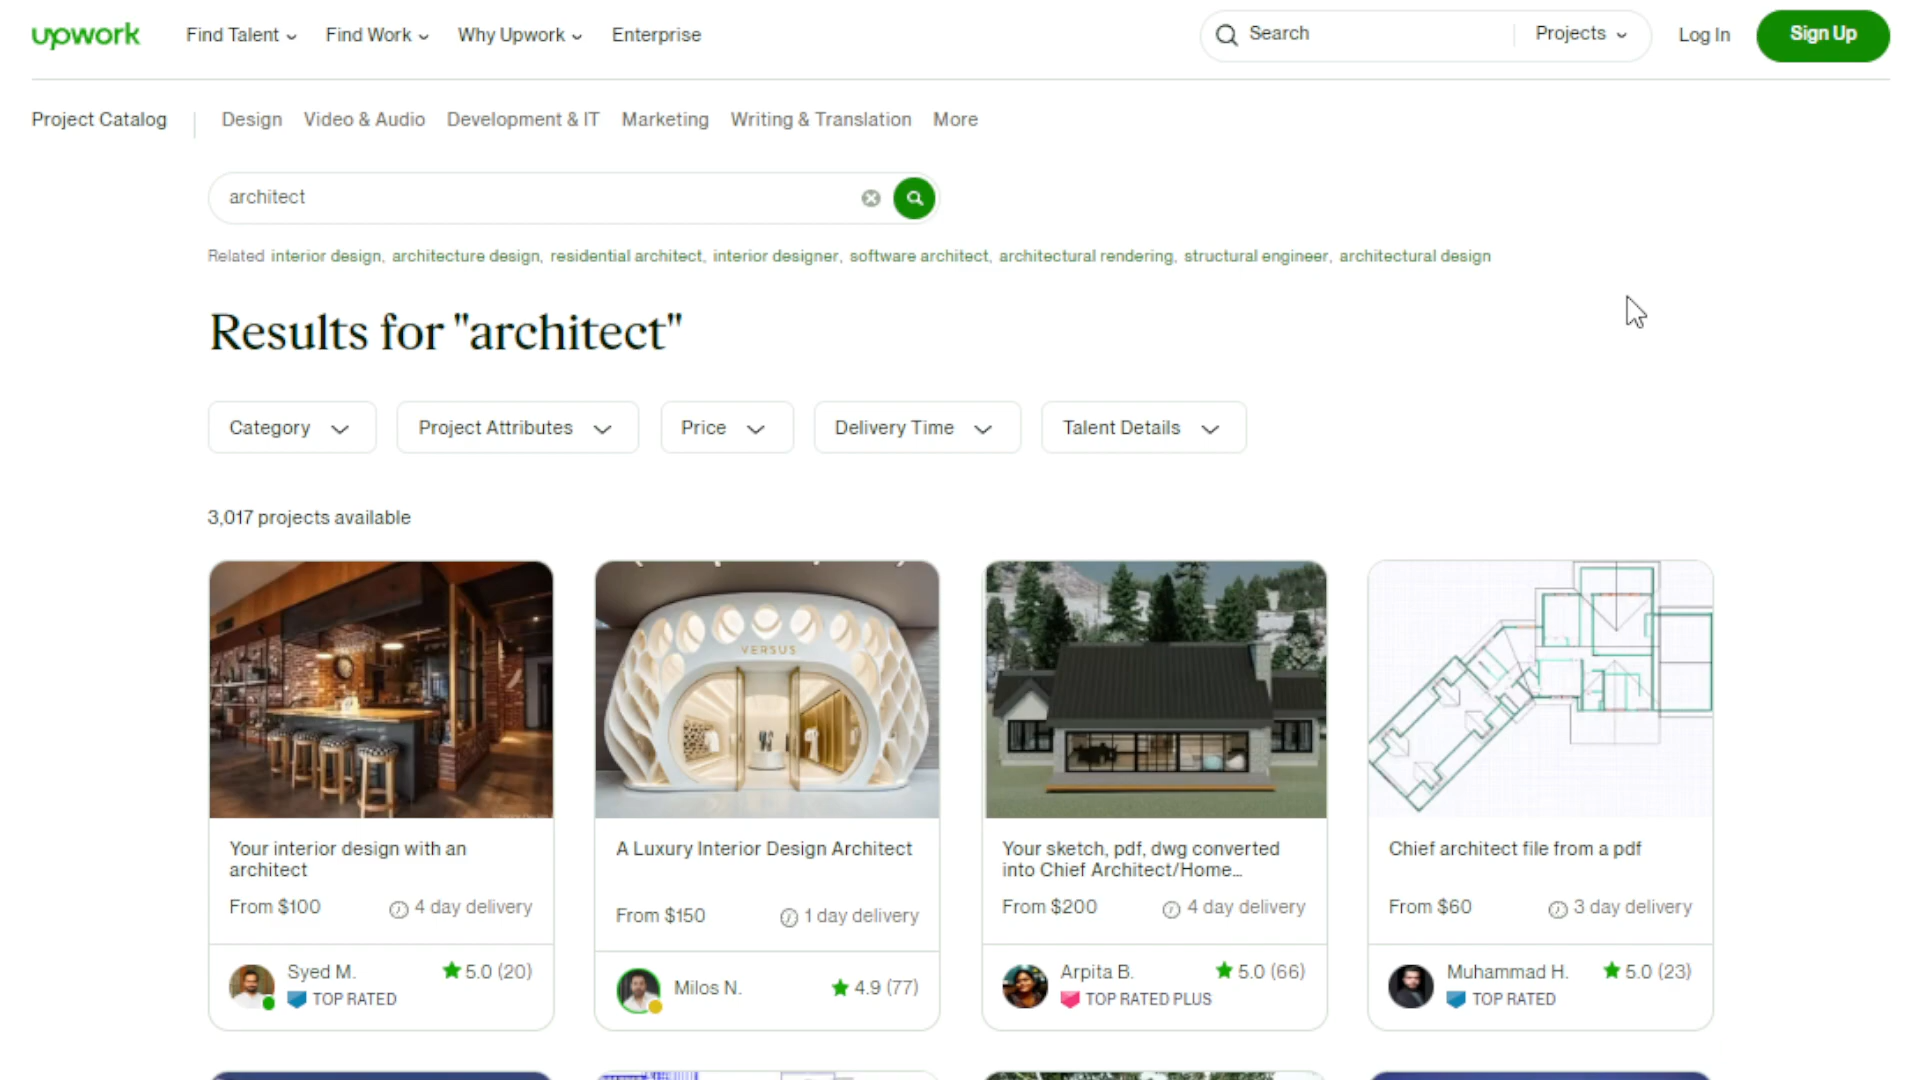 upwork
Find Talent
Find Work
Why Upwork
Enterprise
Search
Projects
Log In
Sign Up
Project Catalog
Design
Video & Audio
Development & IT
Marketing
Writing & Translation
More
architect
Related interior design, architecture design, residential architect, interior designer, software architect, architectural rendering, structural engineer, architectural design
Results for "architect"
Category
Project Attributes
Price
Delivery Time
Talent Details
3,017 projects available
VERSUS
Your interior design with an
architect
From $100
4 day delivery
Syed M.
5.0 (20)
TOP RATED
A Luxury Interior Design Architect
From $150
1 day delivery
Milos N.
4.9 (77)
Your sketch, pdf, dwg converted
into Chief Architect/Home...
From $200
4 day delivery
Arpita B.
5.0 (66)
TOP RATED PLUS
Chief architect file from a pdf
From $60
3 day delivery
Muhammad H.
5.0 (23)
TOP RATED